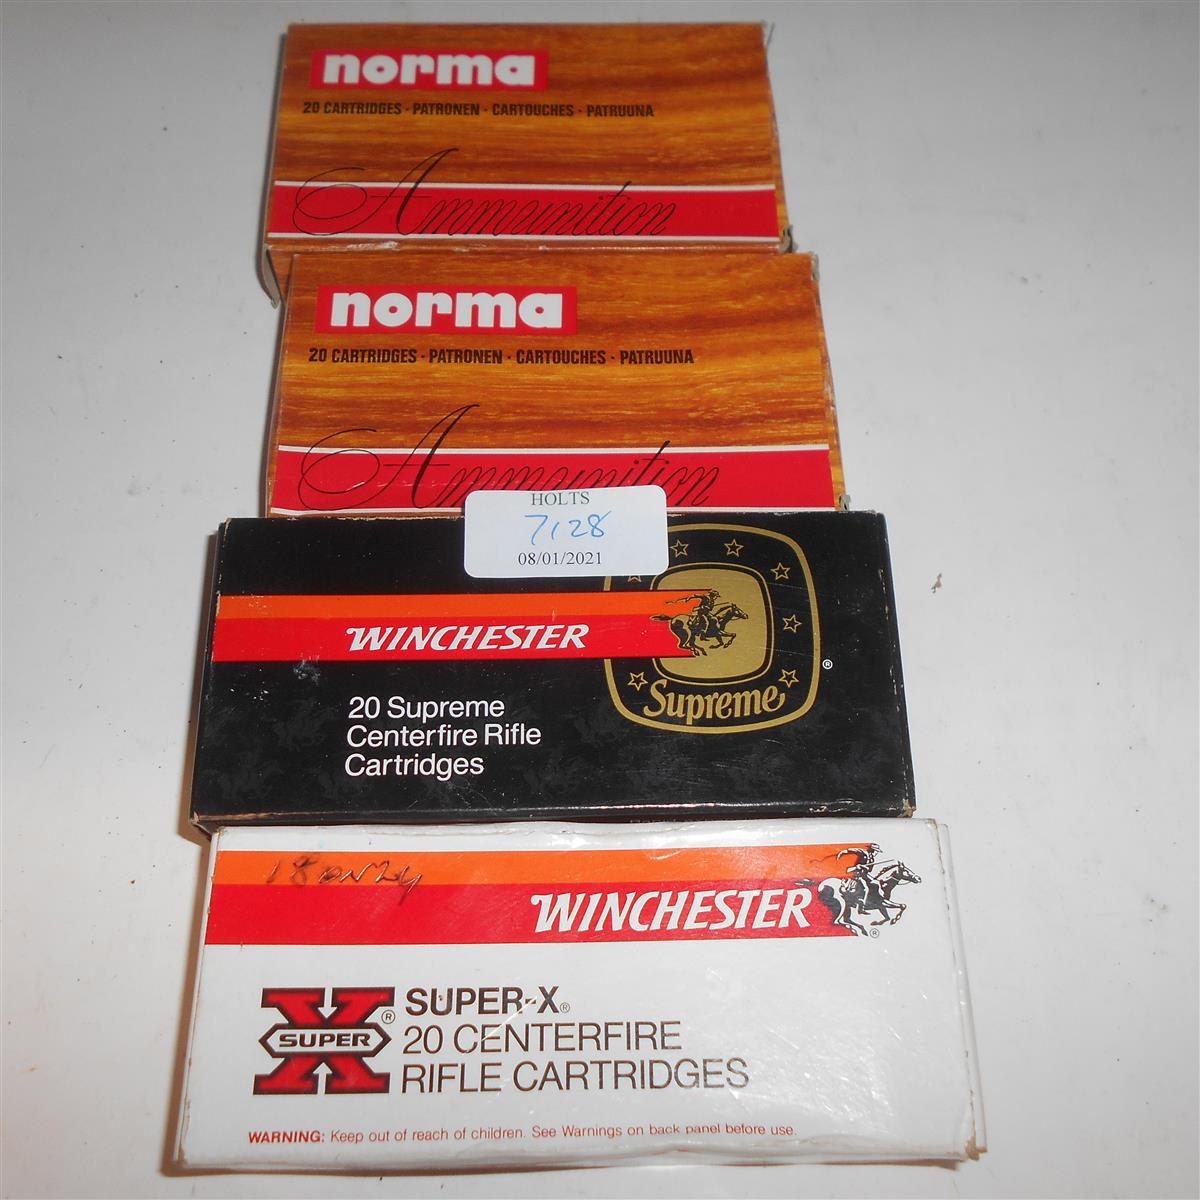 norma
20 CARTRIDGES · PATRONEN · CARTOUCHES · PATRUUNA
Ammunition
norma
20 CARTRIDGES · PATRONEN · CARTOUCHES · PATRUUNA
Ammunition
HOLTS
7128
08/01/2021
WINCHESTER
®
Supreme
20 Supreme
Centerfire Rifle
Cartridges
18 only
WINCHESTER
®
X SUPER ®
SUPER-X®
20 CENTERFIRE
RIFLE CARTRIDGES
WARNING: Keep out of reach of children. See Warnings on back panel before use.